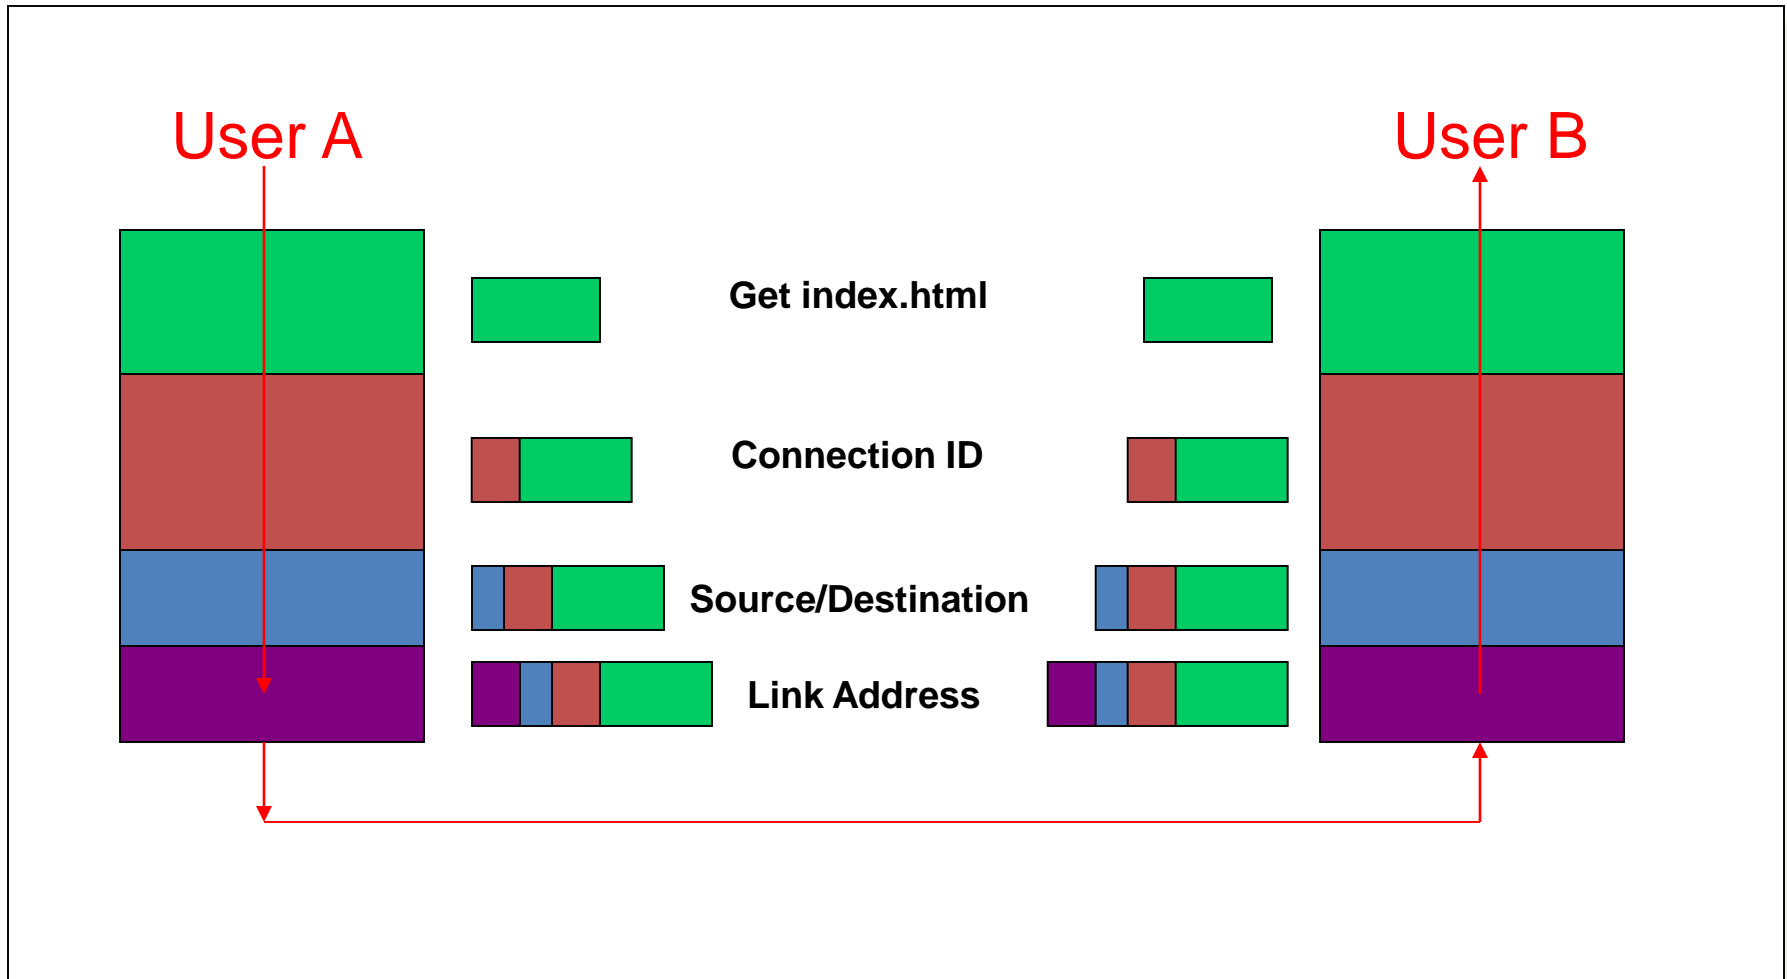 User A
User B
Get index.html
Connection ID
Source/Destination
Link Address